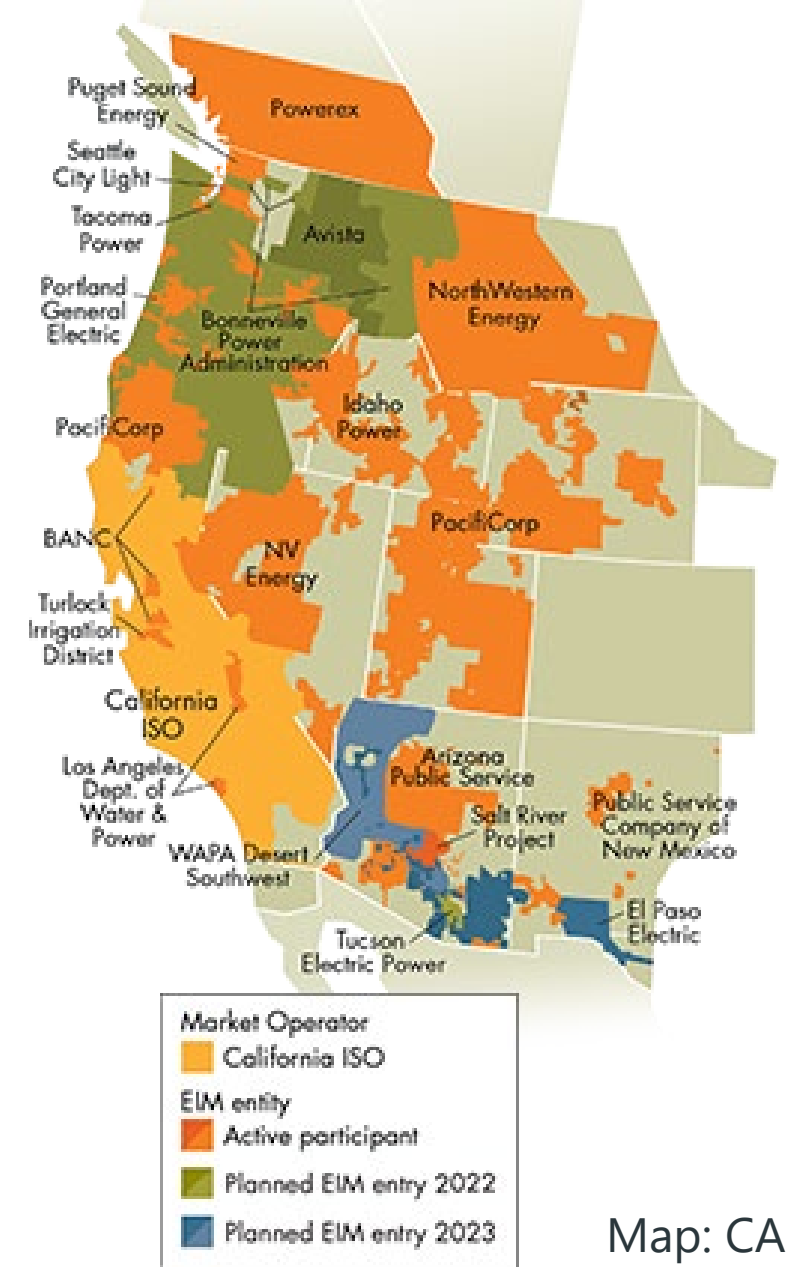 Puget Sound
Energy
Powerex
Seattle
City Light
Tacoma
Power
Avista
Portland
General
Electric
NorthWestern
Energy
Bonneville
Power
Administration
Idaho
Power
PacifiCorp
PacifiCorp
BANC
NV
Energy
Turlock
Irrigation
District
California
ISO
Los Angeles
Dept. of
Water &
Power
Arizona
Public Service
Salt River
Project
Public Service
Company of
New Mexico
WAPA Desert
Southwest
El Paso
Electric
Tucson
Electric Power
Market Operator
California ISO
EIM entity
Active participant
Planned EIM entry 2022
Planned EIM entry 2023
Map: CA